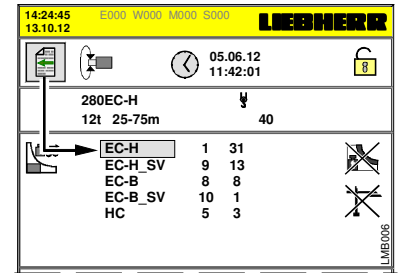 14:24:45 E000 W000 M000 S000 LIEBHERR
13.10.12
05.06.12
11:42:01
8
280EC-H
12t 25-75m 40
EC-H 1 31
EC-H_SV 9 13
EC-B 8 8
EC-B_SV 10 1
HC 5 3
LMB006